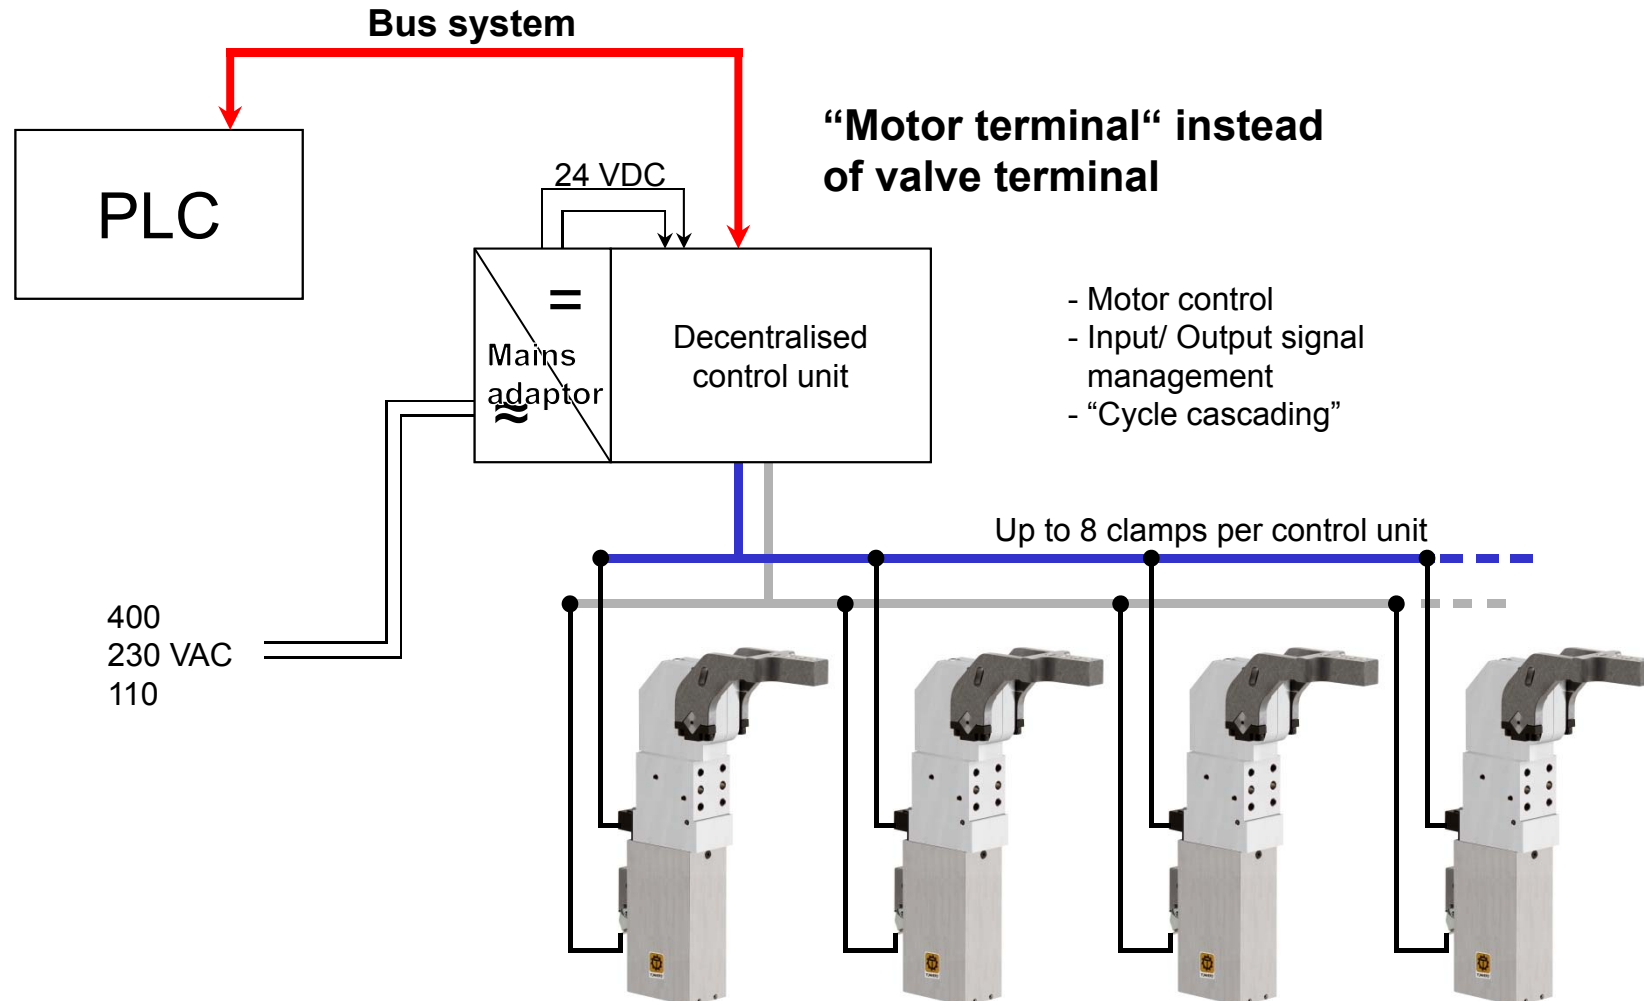 Bus system
“Motor terminal“ instead
of valve terminal
24 VDC
PLC
=
Mains
adaptor
≈
Decentralised
control unit
- Motor control
- Input/ Output signal
management
- “Cycle cascading”
Up to 8 clamps per control unit
400
230 VAC
110